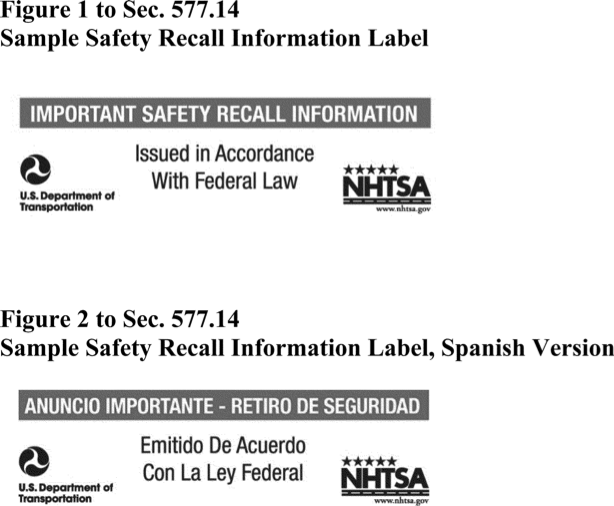 Figure 1 to Sec. 577.14
Sample Safety Recall Information Label
IMPORTANT SAFETY RECALL INFORMATION
Issued in Accordance
With Federal Law
U.S. Department of
Transportation
NHTSA
www.nhtsa.gov
Figure 2 to Sec. 577.14
Sample Safety Recall Information Label, Spanish Version
ANUNCIO IMPORTANTE - RETIRO DE SEGURIDAD
Emitido De Acuerdo
Con La Ley Federal
U.S. Department of
Transportation
NHTSA
www.nhtsa.gov